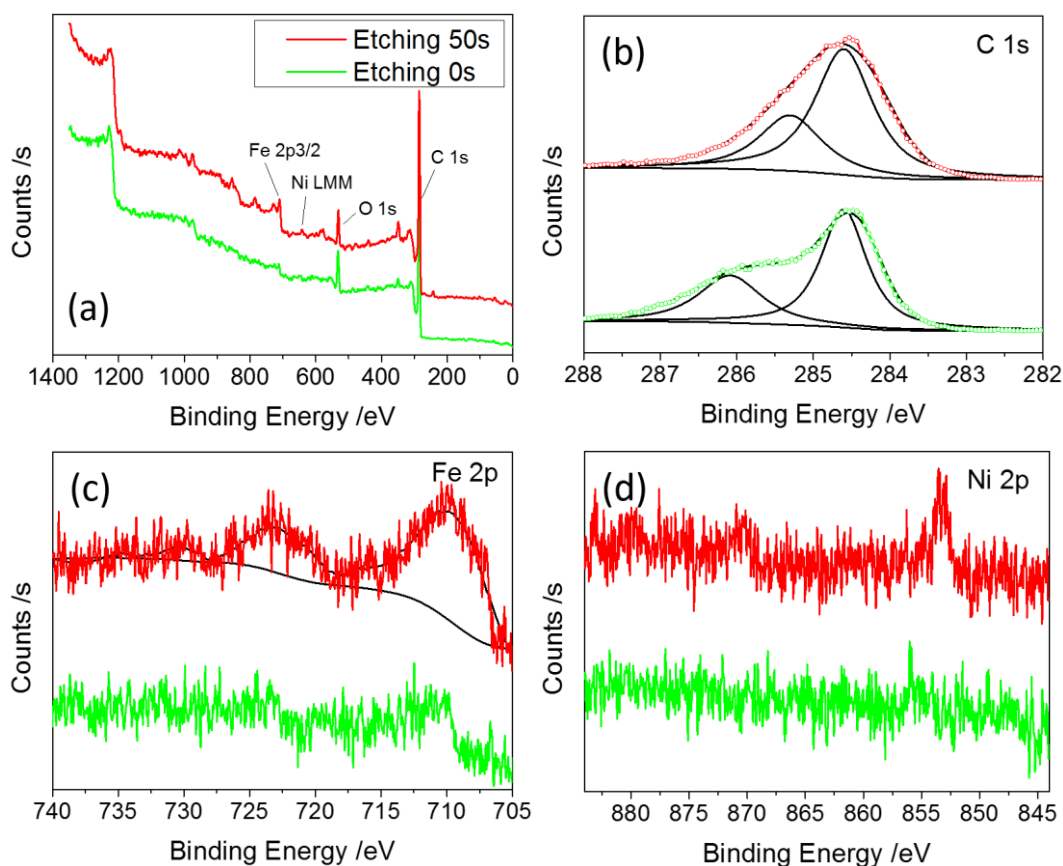 Etching 50s
Etching 0s
Fe 2p3/2
Ni LMM
C 1s
O 1s
(a)
Counts /s
1400 1200 1000 800 600 400 200 0
Binding Energy /eV
(b)
C 1s
Counts /s
288 287 286 285 284 283 282
Binding Energy /eV
(c)
Fe 2p
Counts /s
740 735 730 725 720 715 710 705
Binding Energy /eV
(d)
Ni 2p
Counts /s
880 875 870 865 860 855 850 845
Binding Energy /eV